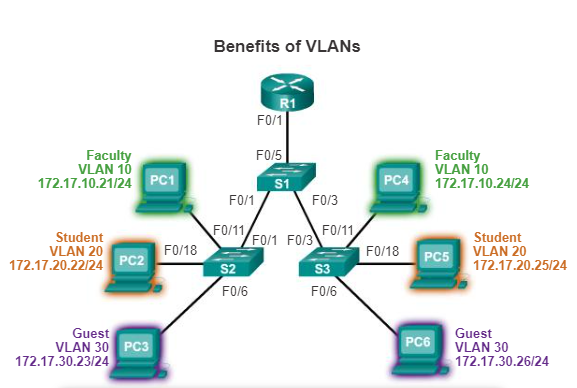 Benefits of VLANs
R1
F0/1
F0/5
S1
F0/1
F0/3
Faculty
VLAN 10
172.17.10.21/24
PC1
F0/11
Student
VLAN 20
172.17.20.22/24
PC2
F0/18
F0/1
S2
F0/6
Guest
VLAN 30
172.17.30.23/24
PC3
PC4
Faculty
VLAN 10
172.17.10.24/24
F0/11
F0/3
S3
F0/18
PC5
Student
VLAN 20
172.17.20.25/24
F0/6
PC6
Guest
VLAN 30
172.17.30.26/24